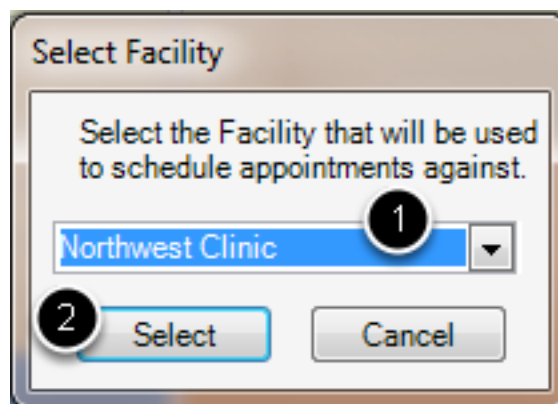 Select Facility
Select the Facility that will be used
to schedule appointments against.
1
Northwest Clinic
2
Select
Cancel